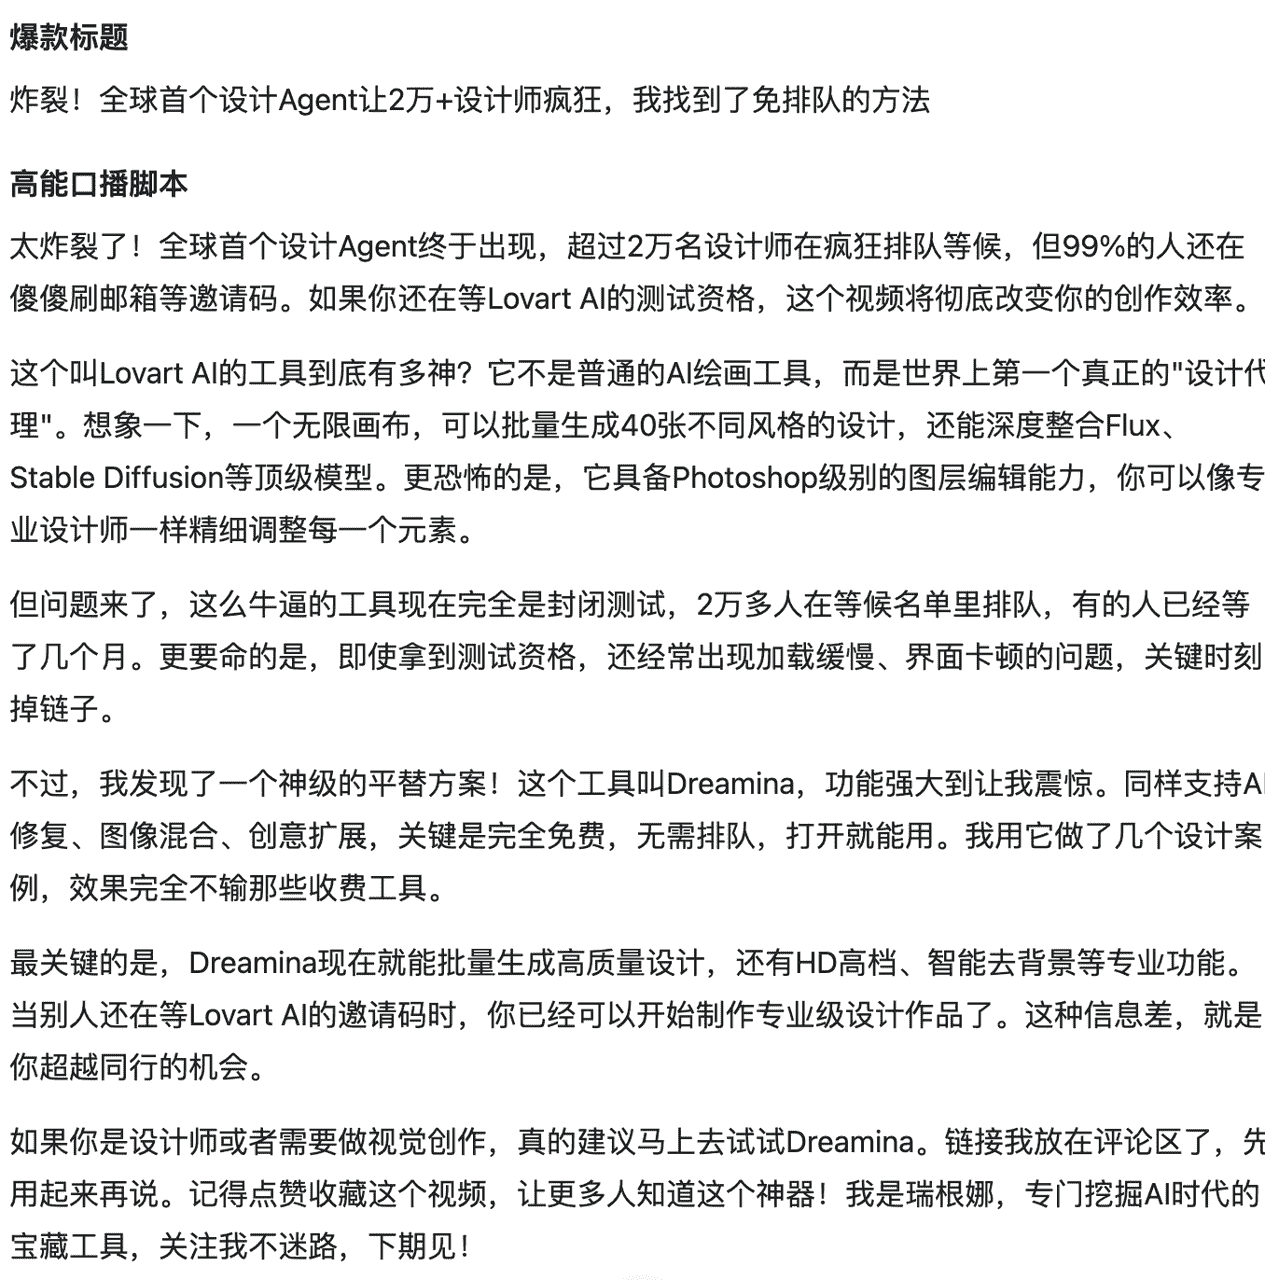 爆款标题
炸裂！全球首个设计Agent让2万+设计师疯狂，我找到了免排队的方法
高能口播脚本
太炸裂了！全球首个设计Agent终于出现，超过2万名设计师在疯狂排队等候，但99%的人还在
傻傻刷邮箱等邀请码。如果你还在等Lovart AI的测试资格，这个视频将彻底改变你的创作效率。
这个叫Lovart AI的工具到底有多神？它不是普通的AI绘画工具，而是世界上第一个真正的"设计代
理"。想象一下，一个无限画布，可以批量生成40张不同风格的设计，还能深度整合Flux、
Stable Diffusion等顶级模型。更恐怖的是，它具备Photoshop级别的图层编辑能力，你可以像专
业设计师一样精细调整每一个元素。
但问题来了，这么牛逼的工具现在完全是封闭测试，2万多人在等候名单里排队，有的人已经等
了几个月。更要命的是，即使拿到测试资格，还经常出现加载缓慢、界面卡顿的问题，关键时刻
掉链子。
不过，我发现了一个神级的平替方案！这个工具叫Dreamina，功能强大到让我震惊。同样支持AI
修复、图像混合、创意扩展，关键是完全免费，无需排队，打开就能用。我用它做了几个设计案
例，效果完全不输那些收费工具。
最关键的是，Dreamina现在就能批量生成高质量设计，还有HD高档、智能去背景等专业功能。
当别人还在等Lovart AI的邀请码时，你已经可以开始制作专业级设计作品了。这种信息差，就是
你超越同行的机会。
如果你是设计师或者需要做视觉创作，真的建议马上去试试Dreamina。链接我放在评论区了，先
用起来再说。记得点赞收藏这个视频，让更多人知道这个神器！我是瑞根娜，专门挖掘AI时代的
宝藏工具，关注我不迷路，下期见！